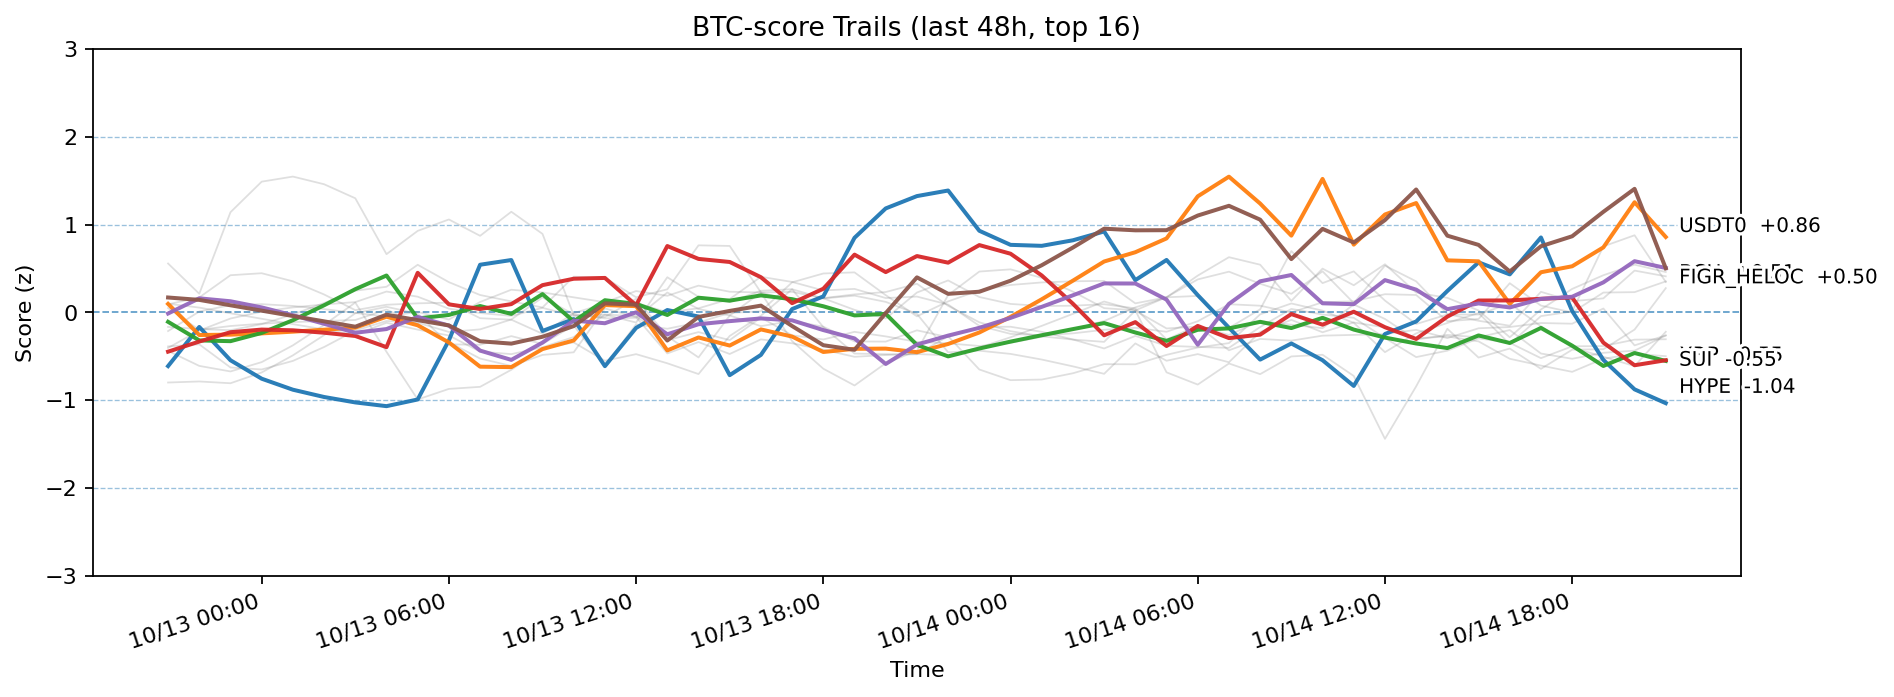 BTC-score Trails (last 48h, top 16)
Score (z)
3
2
1
0
−1
−2
−3
USDT0 +0.86
FIGR_HELOC +0.50
SUI -0.55
HYPE -1.04
10/13 00:00
10/13 06:00
10/13 12:00
10/13 18:00
10/14 00:00
10/14 06:00
10/14 12:00
10/14 18:00
Time